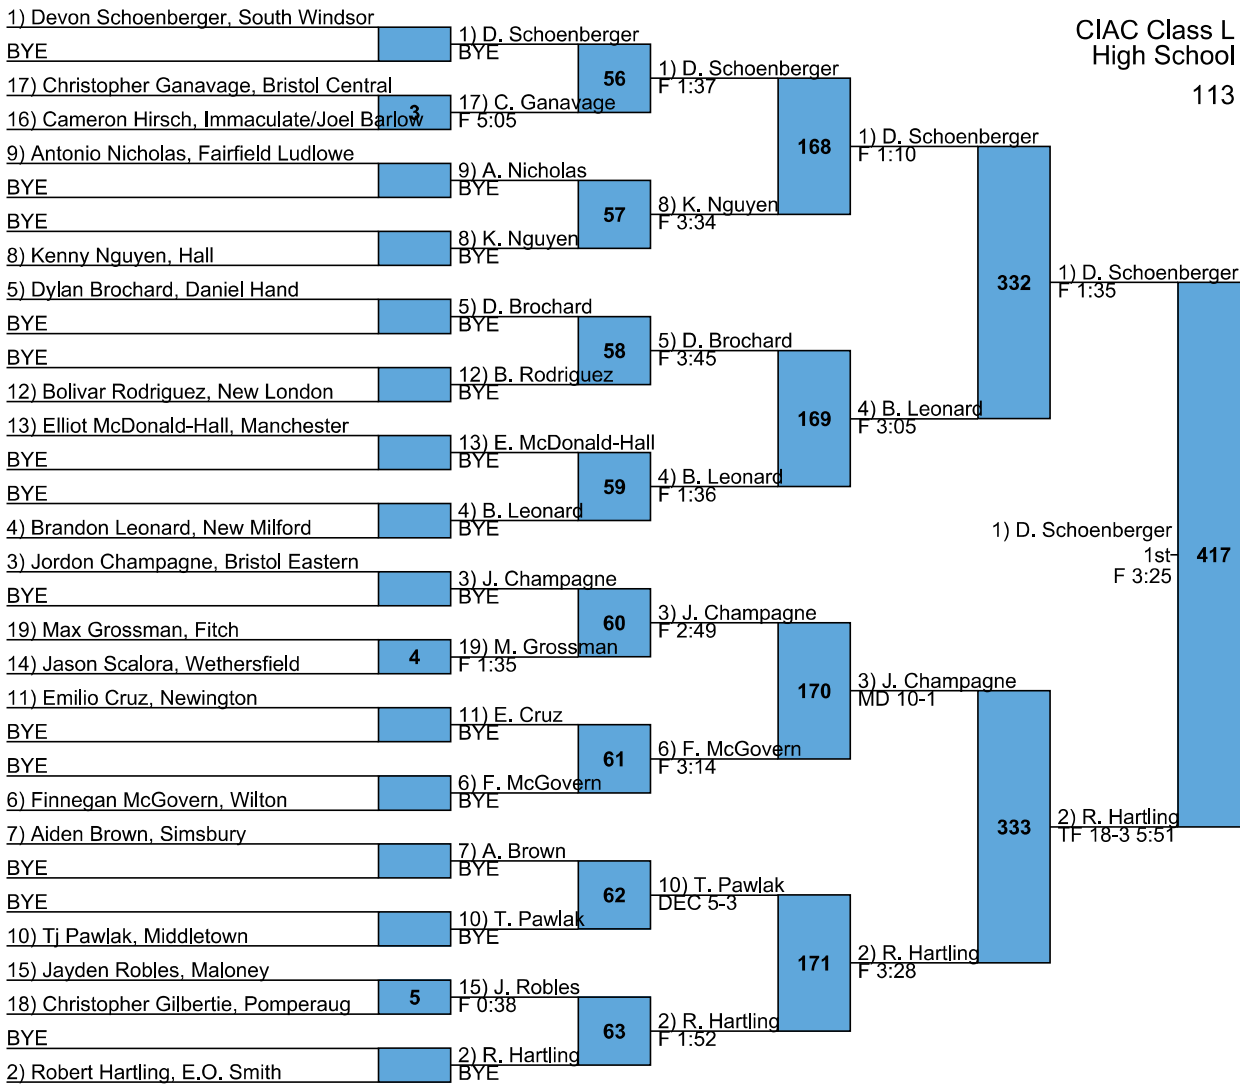 CIAC Class L
High School
113
1) Devon Schoenberger, South Windsor
BYE
17) Christopher Ganavage, Bristol Central
3
16) Cameron Hirsch, Immaculate/Joel Barlow
9) Antonio Nicholas, Fairfield Ludlowe
BYE
BYE
8) Kenny Nguyen, Hall
5) Dylan Brochard, Daniel Hand
BYE
BYE
12) Bolivar Rodriguez, New London
13) Elliot McDonald-Hall, Manchester
BYE
BYE
4) Brandon Leonard, New Milford
3) Jordon Champagne, Bristol Eastern
BYE
19) Max Grossman, Fitch
4
14) Jason Scalora, Wethersfield
11) Emilio Cruz, Newington
BYE
BYE
6) Finnegan McGovern, Wilton
7) Aiden Brown, Simsbury
BYE
BYE
10) Tj Pawlak, Middletown
15) Jayden Robles, Maloney
5
18) Christopher Gilbertie, Pomperaug
BYE
2) Robert Hartling, E.O. Smith
1) D. Schoenberger
BYE
56
17) C. Ganavage
F 5:05
9) A. Nicholas
BYE
57
8) K. Nguyen
BYE
5) D. Brochard
BYE
58
12) B. Rodriguez
BYE
13) E. McDonald-Hall
BYE
59
4) B. Leonard
BYE
3) J. Champagne
BYE
60
19) M. Grossman
F 1:35
11) E. Cruz
BYE
61
6) F. McGovern
BYE
7) A. Brown
BYE
62
10) T. Pawlak
BYE
15) J. Robles
F 0:38
63
2) R. Hartling
BYE
1) D. Schoenberger
F 1:37
168
8) K. Nguyen
F 3:34
5) D. Brochard
F 3:45
169
4) B. Leonard
F 1:36
3) J. Champagne
F 2:49
170
6) F. McGovern
F 3:14
10) T. Pawlak
DEC 5-3
171
2) R. Hartling
F 1:52
1) D. Schoenberger
F 1:10
332
4) B. Leonard
F 3:05
3) J. Champagne
MD 10-1
333
2) R. Hartling
F 3:28
1) D. Schoenberger
F 1:35
417
2) R. Hartling
TF 18-3 5:51
1) D. Schoenberger
1st
F 3:25